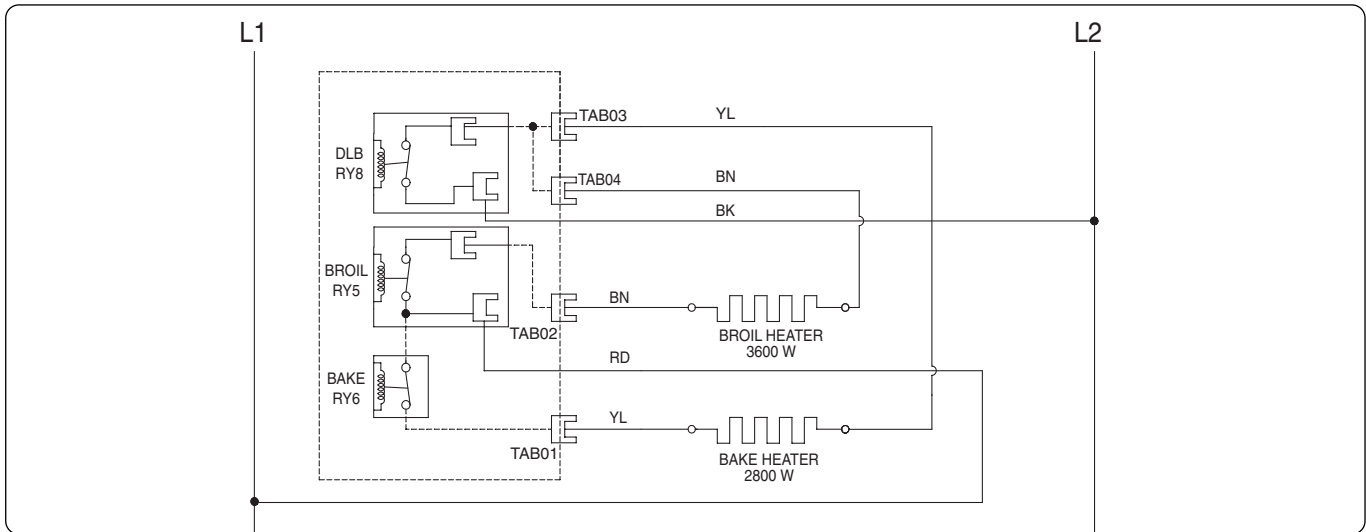 L1
L2
DLB
RY8
TAB03
YL
TAB04
BN
BK
BROIL
RY5
TAB02
BN
BROIL HEATER
3600 W
RD
BAKE
RY6
TAB01
YL
BAKE HEATER
2800 W